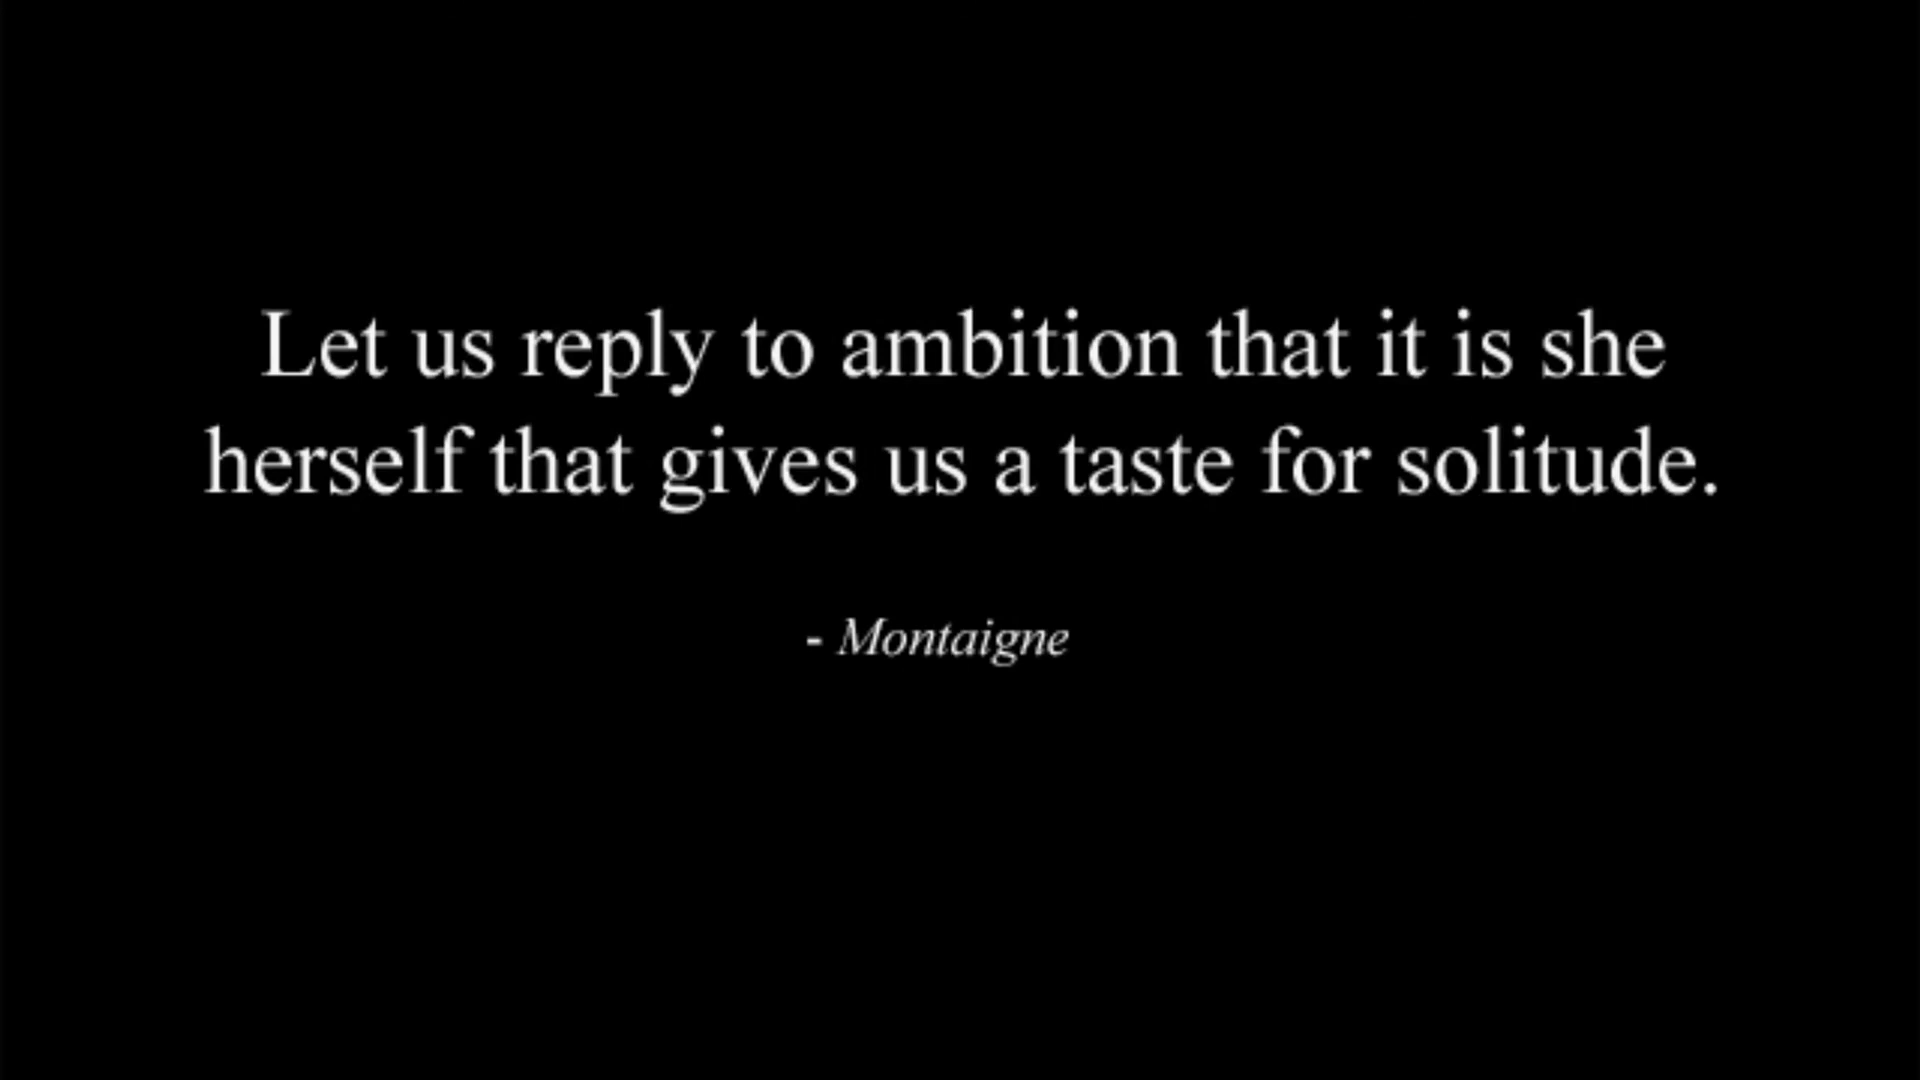 Let us reply to ambition that it is she
herself that gives us a taste for solitude.
- Montaigne